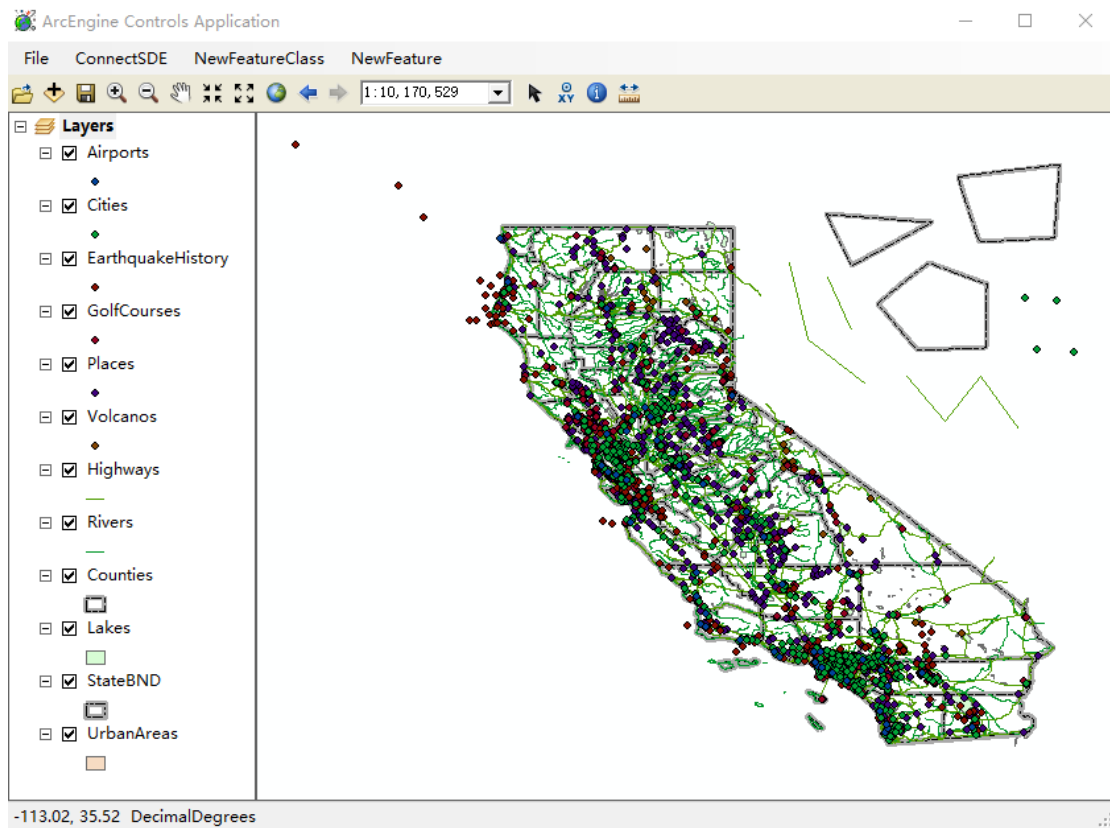 ArcEngine Controls Application
File ConnectSDE NewFeatureClass NewFeature
1:10,170,529 XY
Layers
Airports
Cities
EarthquakeHistory
GolfCourses
Places
Volcanos
Highways
Rivers
Counties
Lakes
StateBND
UrbanAreas
-113.02, 35.52 DecimalDegrees